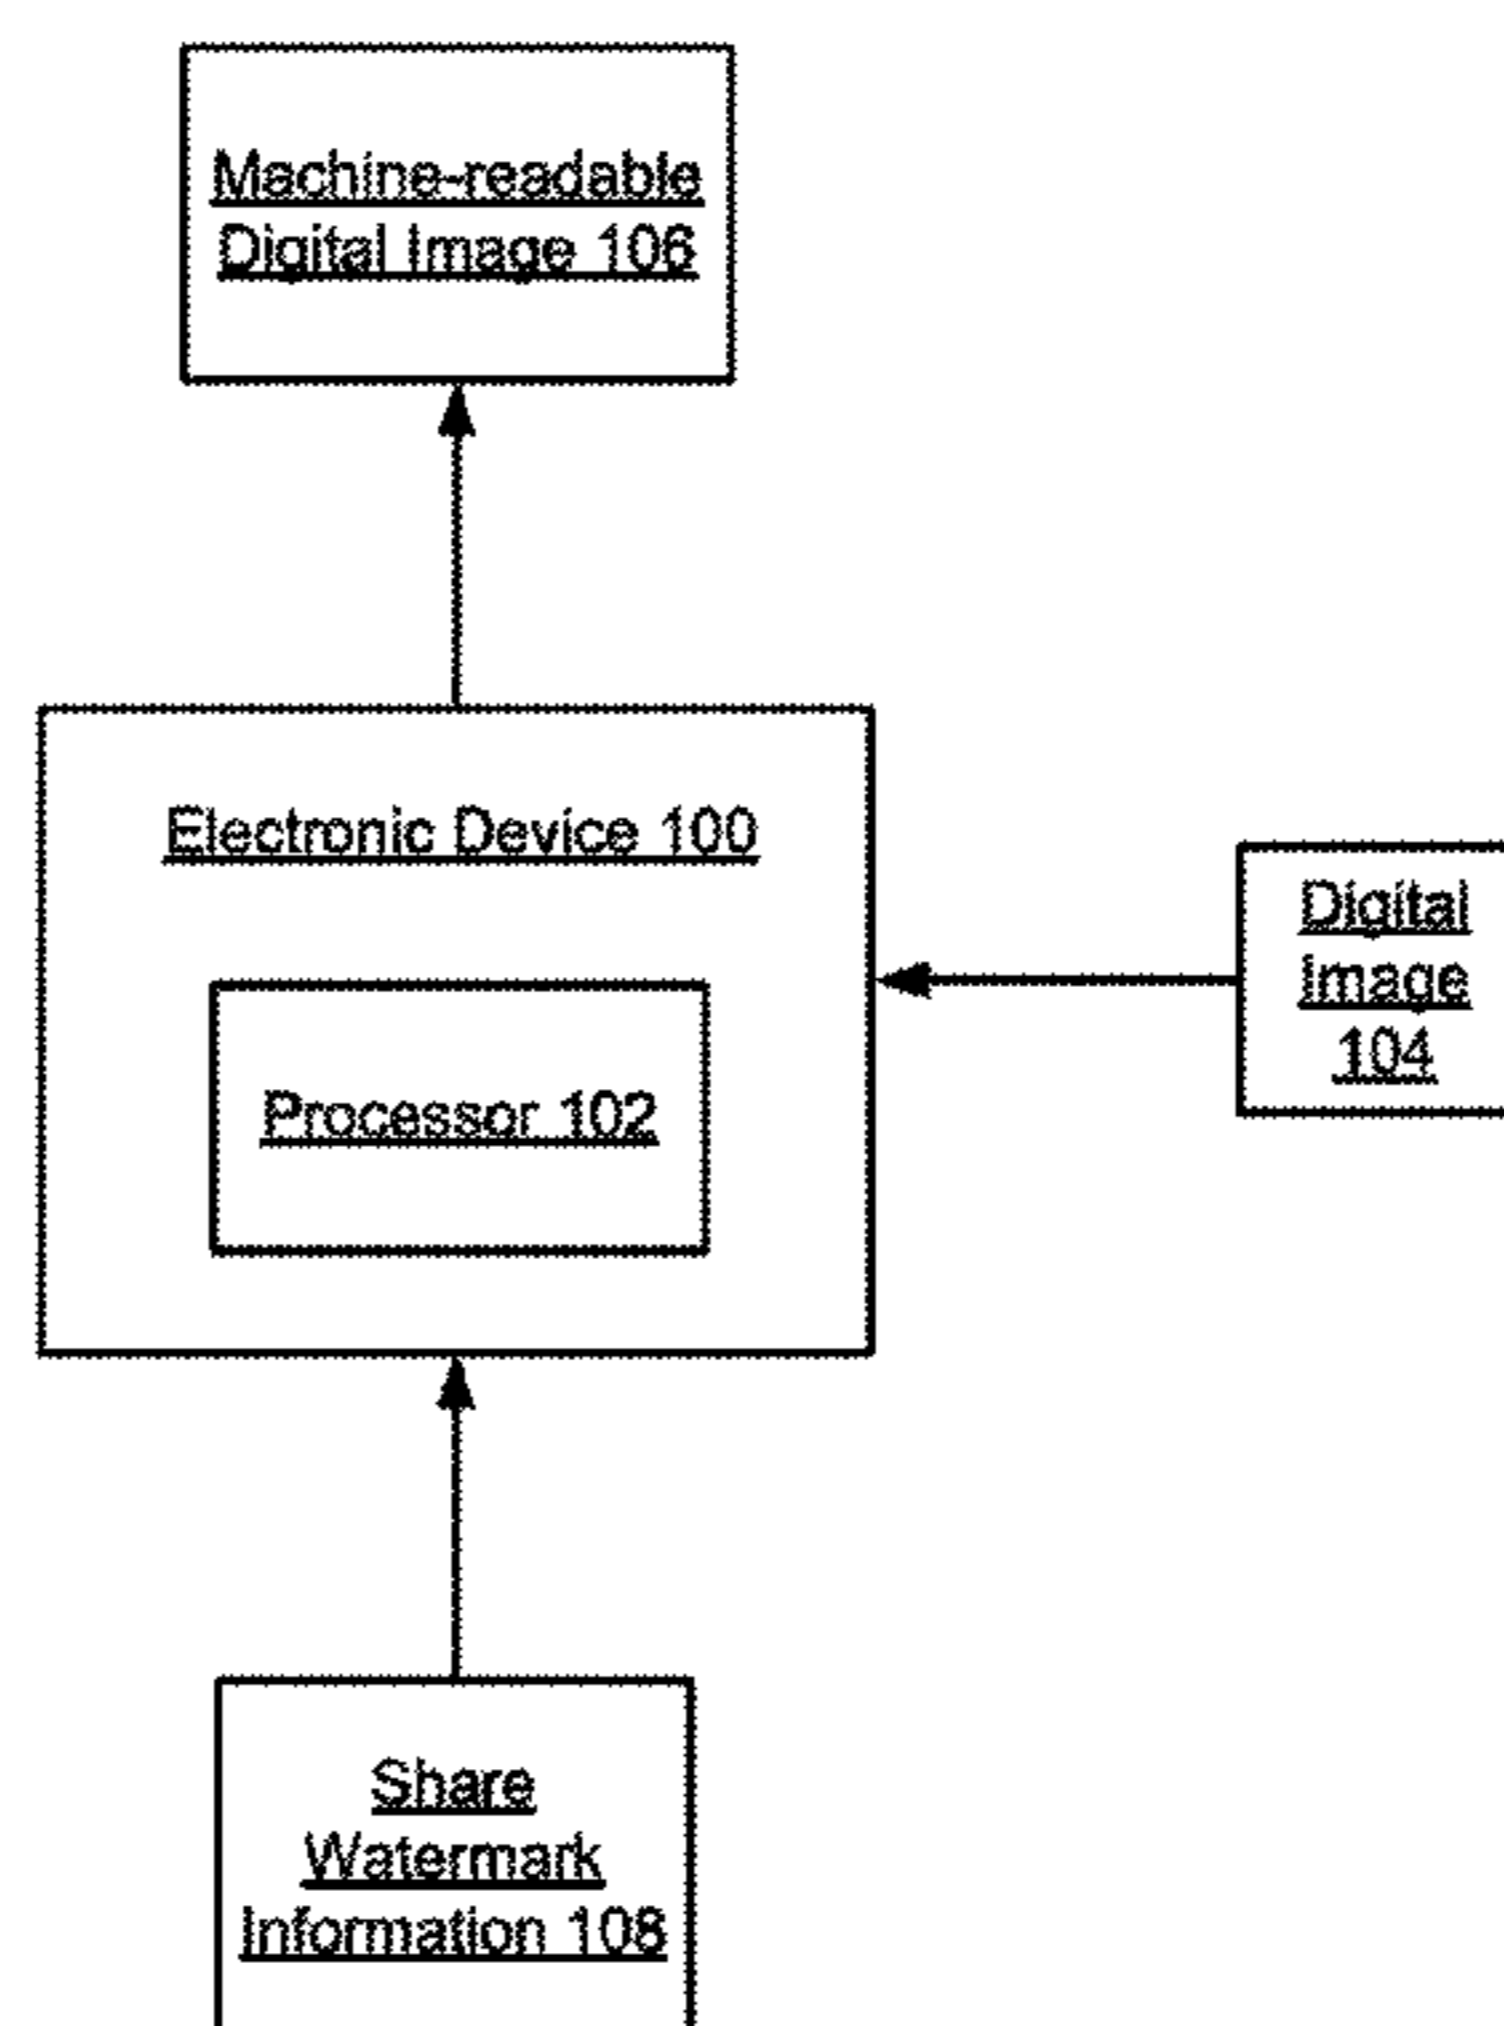 Machine-readable
Digital Image 106
Electronic Device 100
Digital
Image
104
Processor 102
Share
Watermark
Information 108